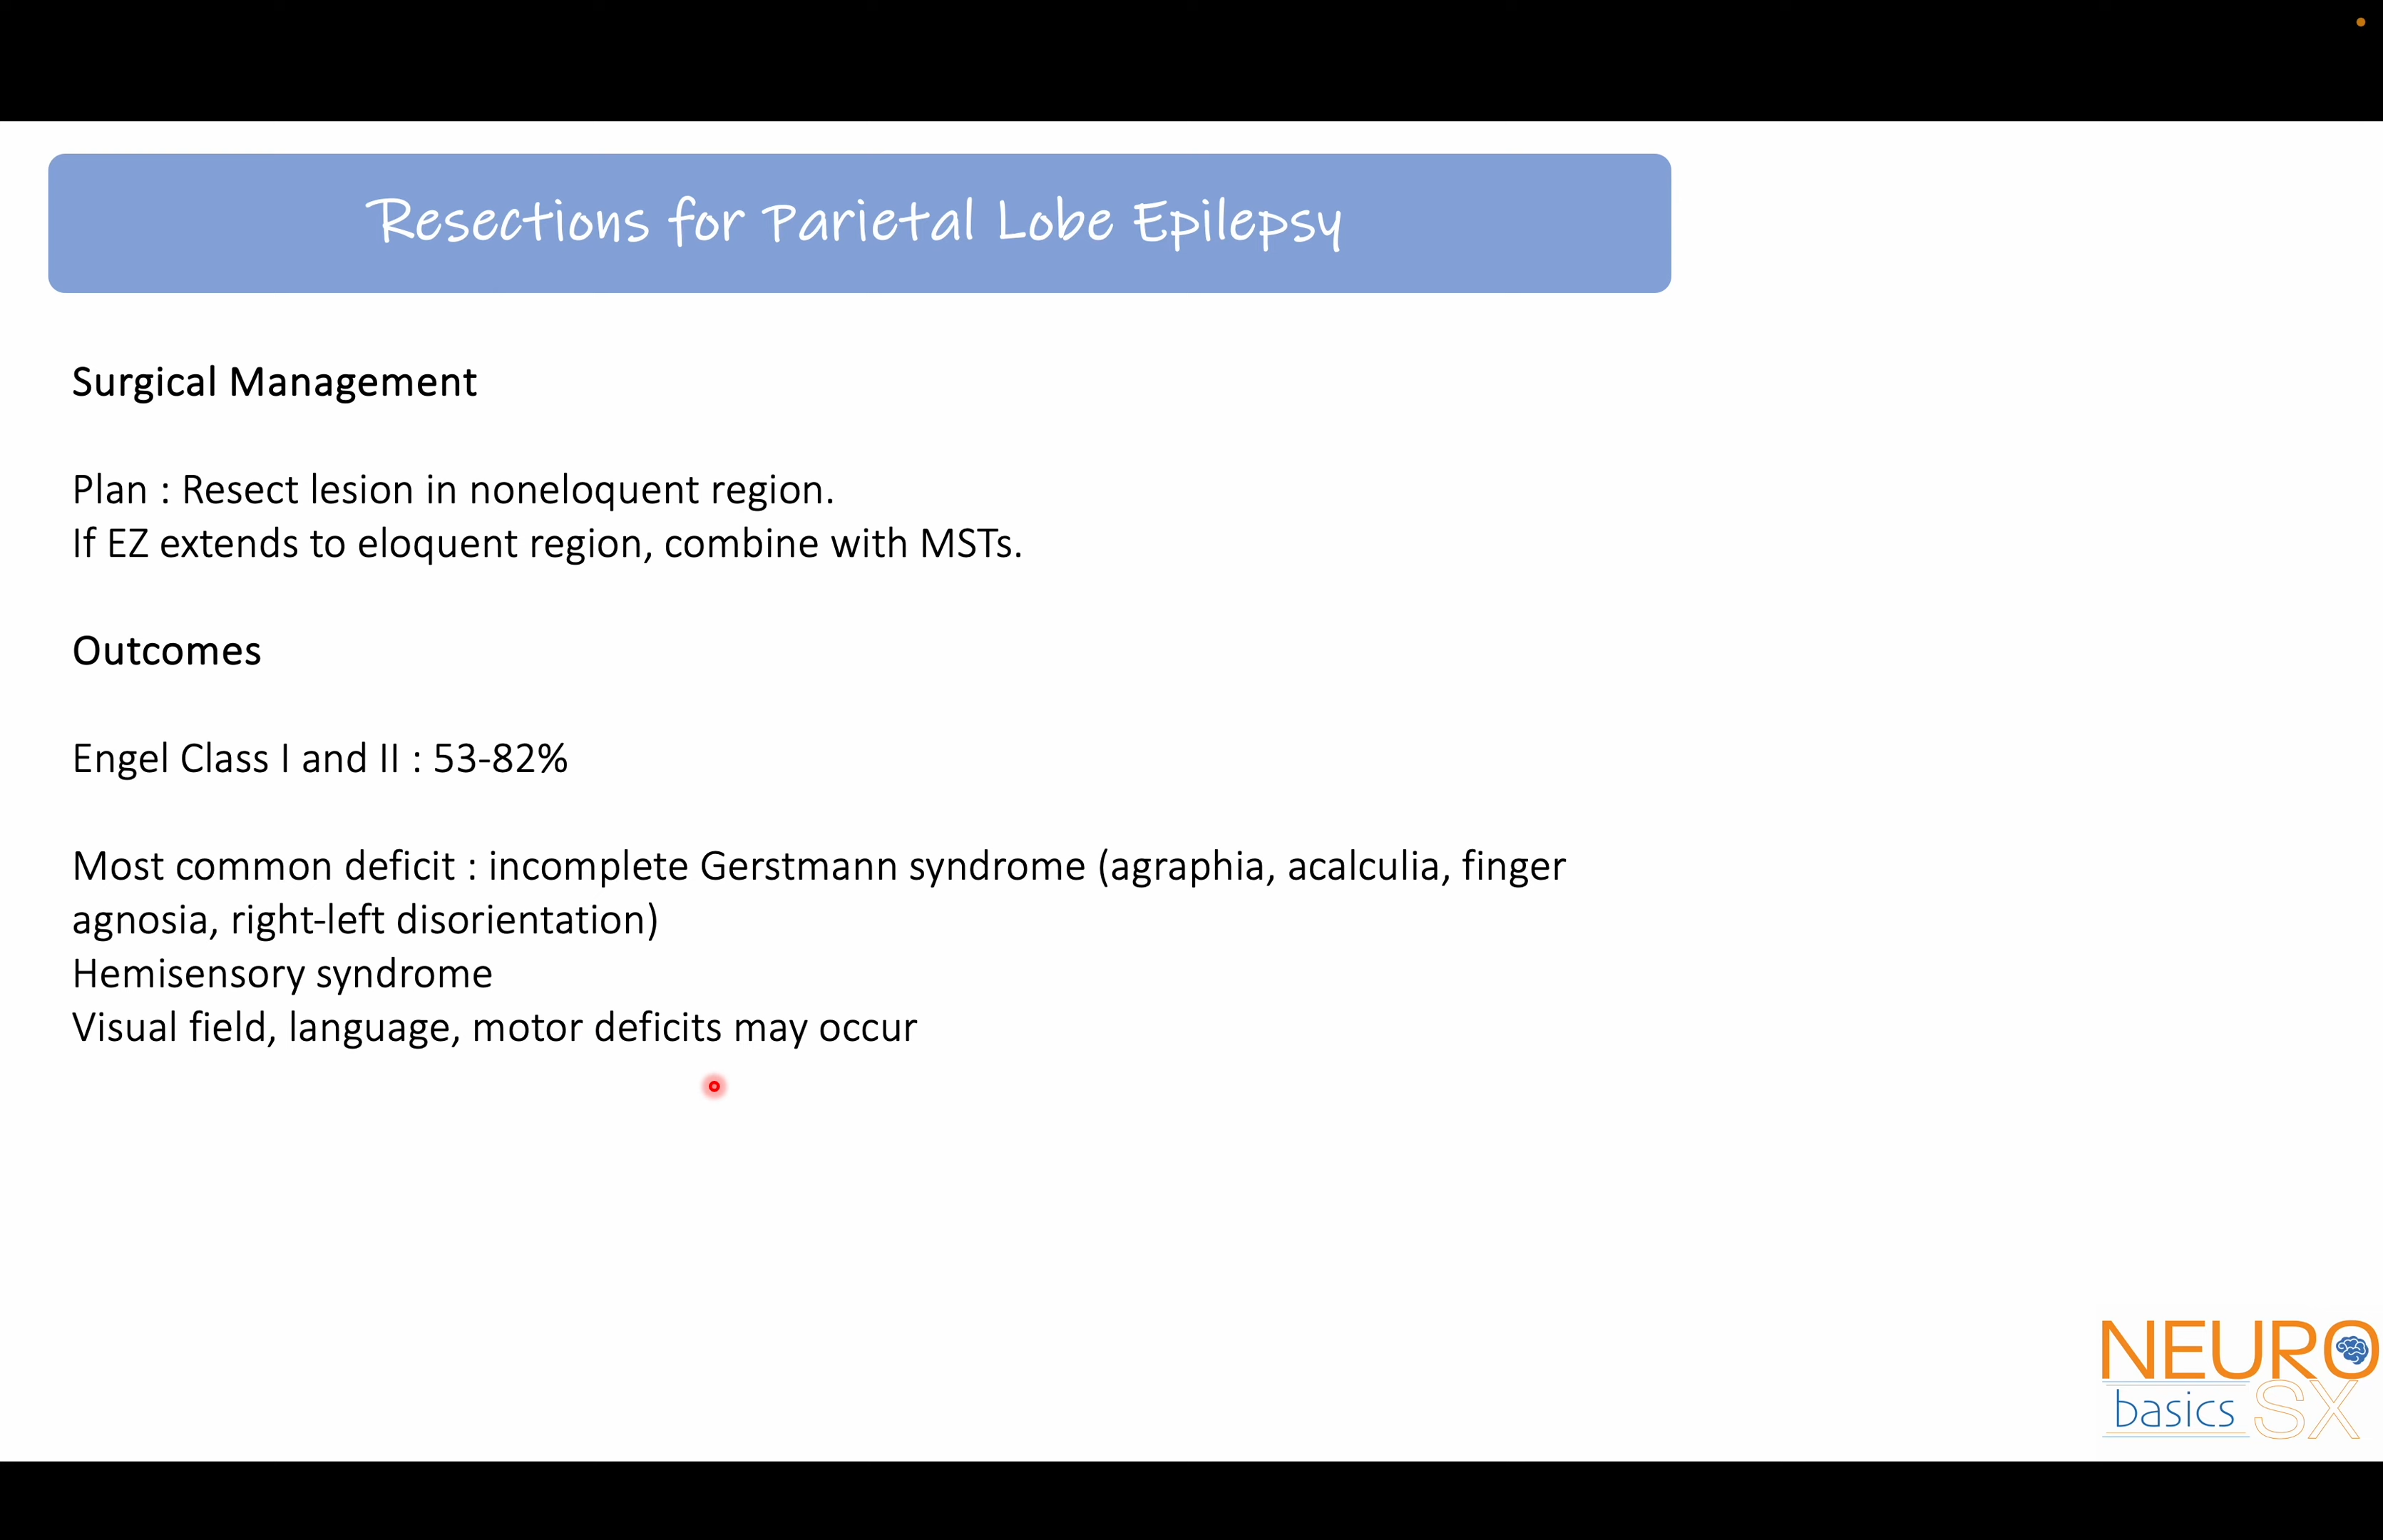 Resections for Parietal Lobe Epilepsy
Surgical Management
Plan : Resect lesion in noneloquent region.
If EZ extends to eloquent region, combine with MSTs.
Outcomes
Engel Class I and II : 53-82%
Most common deficit : incomplete Gerstmann syndrome (agraphia, acalculia, finger
agnosia, right-left disorientation)
Hemisensory syndrome
Visual field, language, motor deficits may occur
NEURO
basics SX